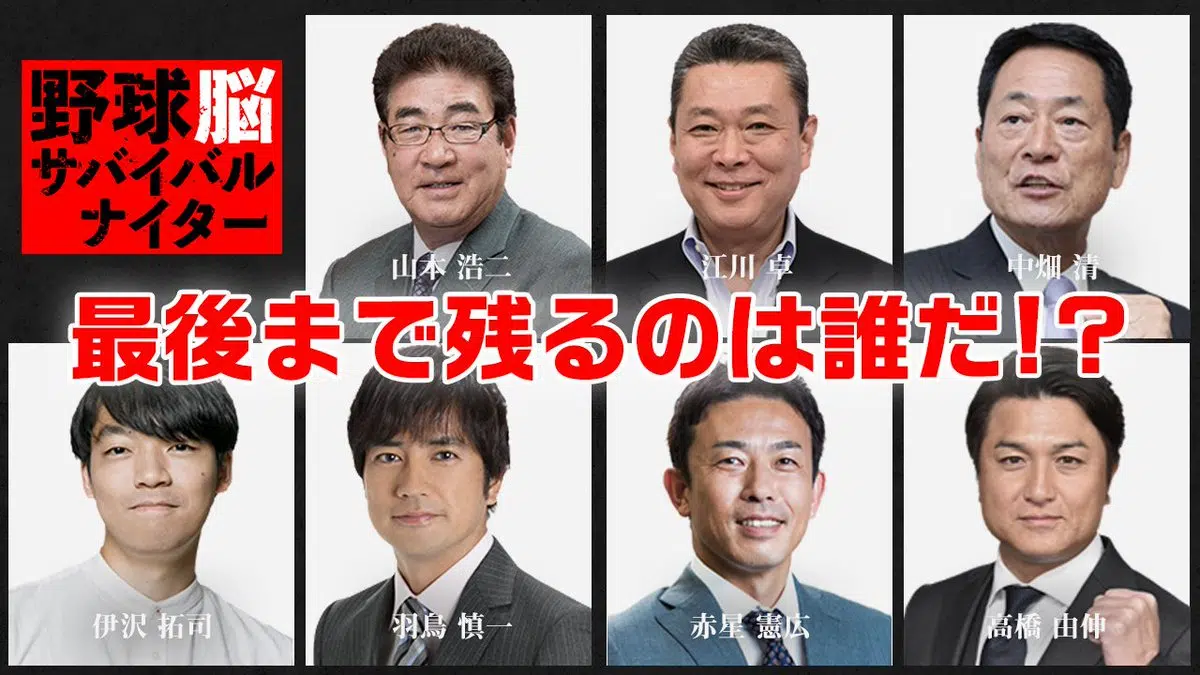 野球脳
サバイバル
ナイター
山本 浩二
江川 卓
中畑 清
最後まで残るのは誰だ!?
伊沢 拓司
羽鳥 慎一
赤星 憲広
高橋 由伸